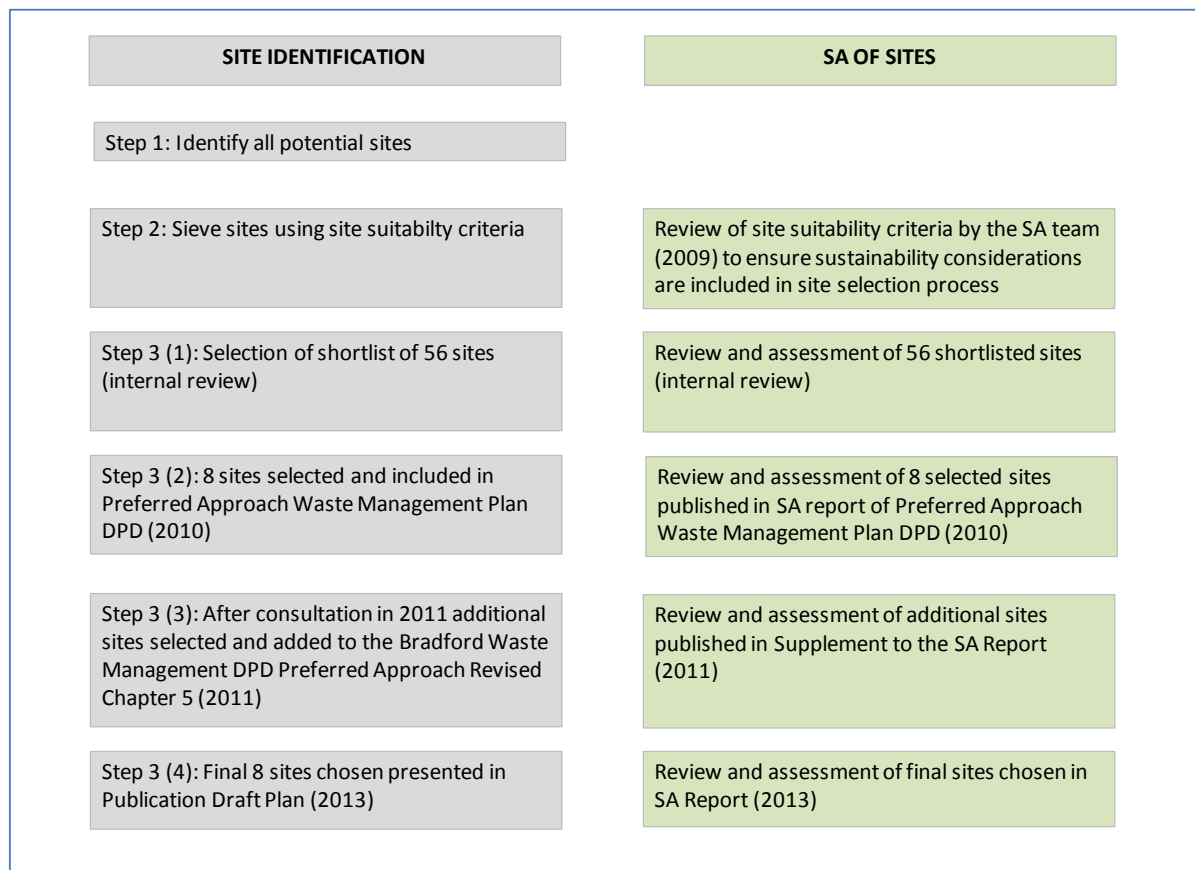 SITE IDENTIFICATION
SA OF SITES
Step 1: Identify all potential sites
Step 2: Sieve sites using site suitabilty criteria
Review of site suitability criteria by the SA team
(2009) to ensure sustainability considerations
are included in site selection process
Step 3 (1): Selection of shortlist of 56 sites
(internal review)
Review and assessment of 56 shortlisted sites
(internal review)
Step 3 (2): 8 sites selected and included in
Preferred Approach Waste Management Plan
DPD (2010)
Review and assessment of 8 selected sites
published in SA report of Preferred Approach
Waste Management Plan DPD (2010)
Step 3 (3): After consultation in 2011 additional
sites selected and added to the Bradford Waste
Management DPD Preferred Approach Revised
Chapter 5 (2011)
Review and assessment of additional sites
published in Supplement to the SA Report
(2011)
Step 3 (4): Final 8 sites chosen presented in
Publication Draft Plan (2013)
Review and assessment of final sites chosen in
SA Report (2013)